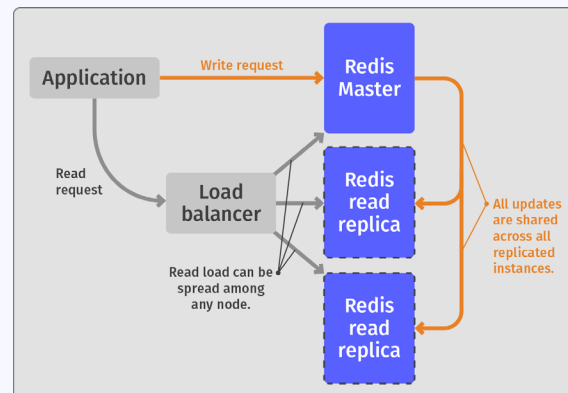 Application
Write request
Redis
Master
Read
request
Load
balancer
Redis
read
replica
All updates
are shared
across all
replicated
instances.
Read load can be
spread among
any node.
Redis
read
replica